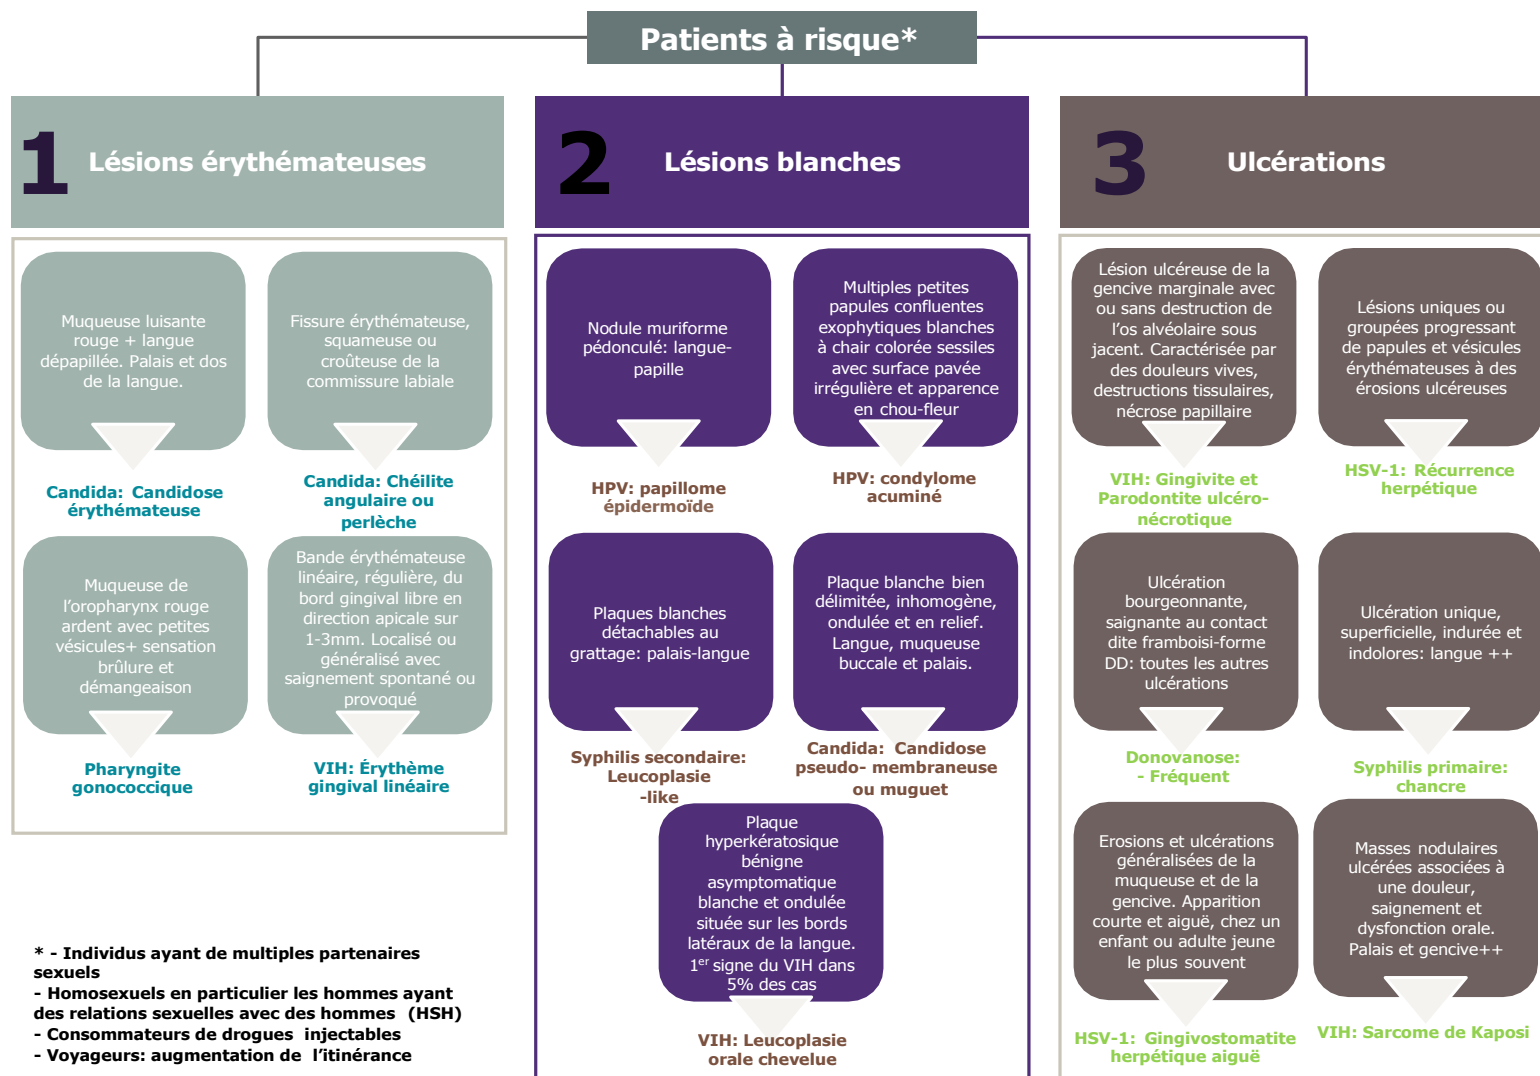 Patients à risque*
1
Lésions érythémateuses
Muqueuse luisante
rouge + langue
dépapillée. Palais et dos
de la langue.
Candida: Candidose
érythémateuse
Fissure érythémateuse,
squameuse ou
croûteuse de la
commissure labiale
Candida: Chéilite
angulaire ou
perlèche
Muqueuse de
l'oropharynx rouge
ardent avec petites
vésicules+ sensation
brûlure et
démangeaison
Pharyngite
gonococcique
Bande érythémateuse
linéaire, régulière, du
bord gingival libre en
direction apicale sur
1-3mm. Localisé ou
généralisé avec
saignement spontané ou
provoqué
VIH: Érythème
gingival linéaire
2
Lésions blanches
Nodule muriforme
pédonculé: langue-
papille
HPV: papillome
épidermoïde
Multiples petites
papules confluentes
exophytiques blanches
à chair colorée sessiles
avec surface pavée
irrégulière et apparence
en chou-fleur
HPV: condylome
acuminé
Plaques blanches
détachables au
grattage: palais-langue
Syphilis secondaire:
Leucoplasie
-like
Plaque blanche bien
délimitée, inhomogène,
ondulée et en relief.
Langue, muqueuse
buccale et palais.
Candida: Candidose
pseudo- membraneuse
ou muguet
Plaque
hyperkératosique
bénigne
asymptomatique
blanche et ondulée
située sur les bords
latéraux de la langue.
1er signe du VIH dans
5% des cas
VIH: Leucoplasie
orale chevelue
3
Ulcérations
Lésion ulcéreuse de la
gencive marginale avec
ou sans destruction de
l'os alvéolaire sous
jacent. Caractérisée par
des douleurs vives,
destructions tissulaires,
nécrose papillaire
VIH: Gingivite et
Parodontite ulcéro-
nécrotique
Lésions uniques ou
groupées progressant
de papules et vésicules
érythémateuses à des
érosions ulcéreuses
HSV-1: Récurrence
herpétique
Ulcération
bourgeonnante,
saignante au contact
dite framboisi-forme
DD: toutes les autres
ulcérations
Donovanose:
- Fréquent
Ulcération unique,
superficielle, indurée et
indolores: langue ++
Syphilis primaire:
chancre
Erosions et ulcérations
généralisées de la
muqueuse et de la
gencive. Apparition
courte et aiguë, chez un
enfant ou adulte jeune
le plus souvent
HSV-1: Gingivostomatite
herpétique aiguë
Masses nodulaires
ulcérées associées à
une douleur,
saignement et
dysfonction orale.
Palais et gencive++
VIH: Sarcome de Kaposi
* - Individus ayant de multiples partenaires
sexuels
- Homosexuels en particulier les hommes ayant
des relations sexuelles avec des hommes (HSH)
- Consommateurs de drogues injectables
- Voyageurs: augmentation de l'itinérance